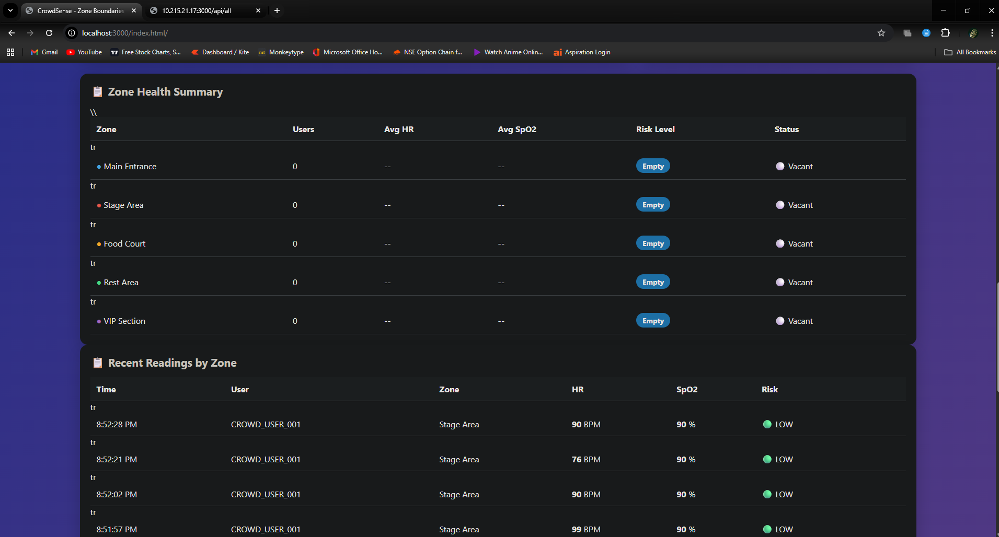 CrowdSense - Zone Boundaries
10.215.21.17:3000/api/all
localhost:3000/index.html/
Gmail YouTube Free Stock Charts, S... Dashboard / Kite Monkeytype Microsoft Office Ho... NSE Option Chain f... Watch Anime Onlin... Aspiration Login All Bookmarks
📋 Zone Health Summary
\\
Zone Users Avg HR Avg SpO2 Risk Level Status
tr
Main Entrance 0 -- -- Empty Vacant
tr
Stage Area 0 -- -- Empty Vacant
tr
Food Court 0 -- -- Empty Vacant
tr
Rest Area 0 -- -- Empty Vacant
tr
VIP Section 0 -- -- Empty Vacant
📋 Recent Readings by Zone
Time User Zone HR SpO2 Risk
tr
8:52:28 PM CROWD_USER_001 Stage Area 90 BPM 90 % LOW
tr
8:52:21 PM CROWD_USER_001 Stage Area 76 BPM 90 % LOW
tr
8:52:02 PM CROWD_USER_001 Stage Area 90 BPM 90 % LOW
tr
8:51:57 PM CROWD_USER_001 Stage Area 99 BPM 90 % LOW